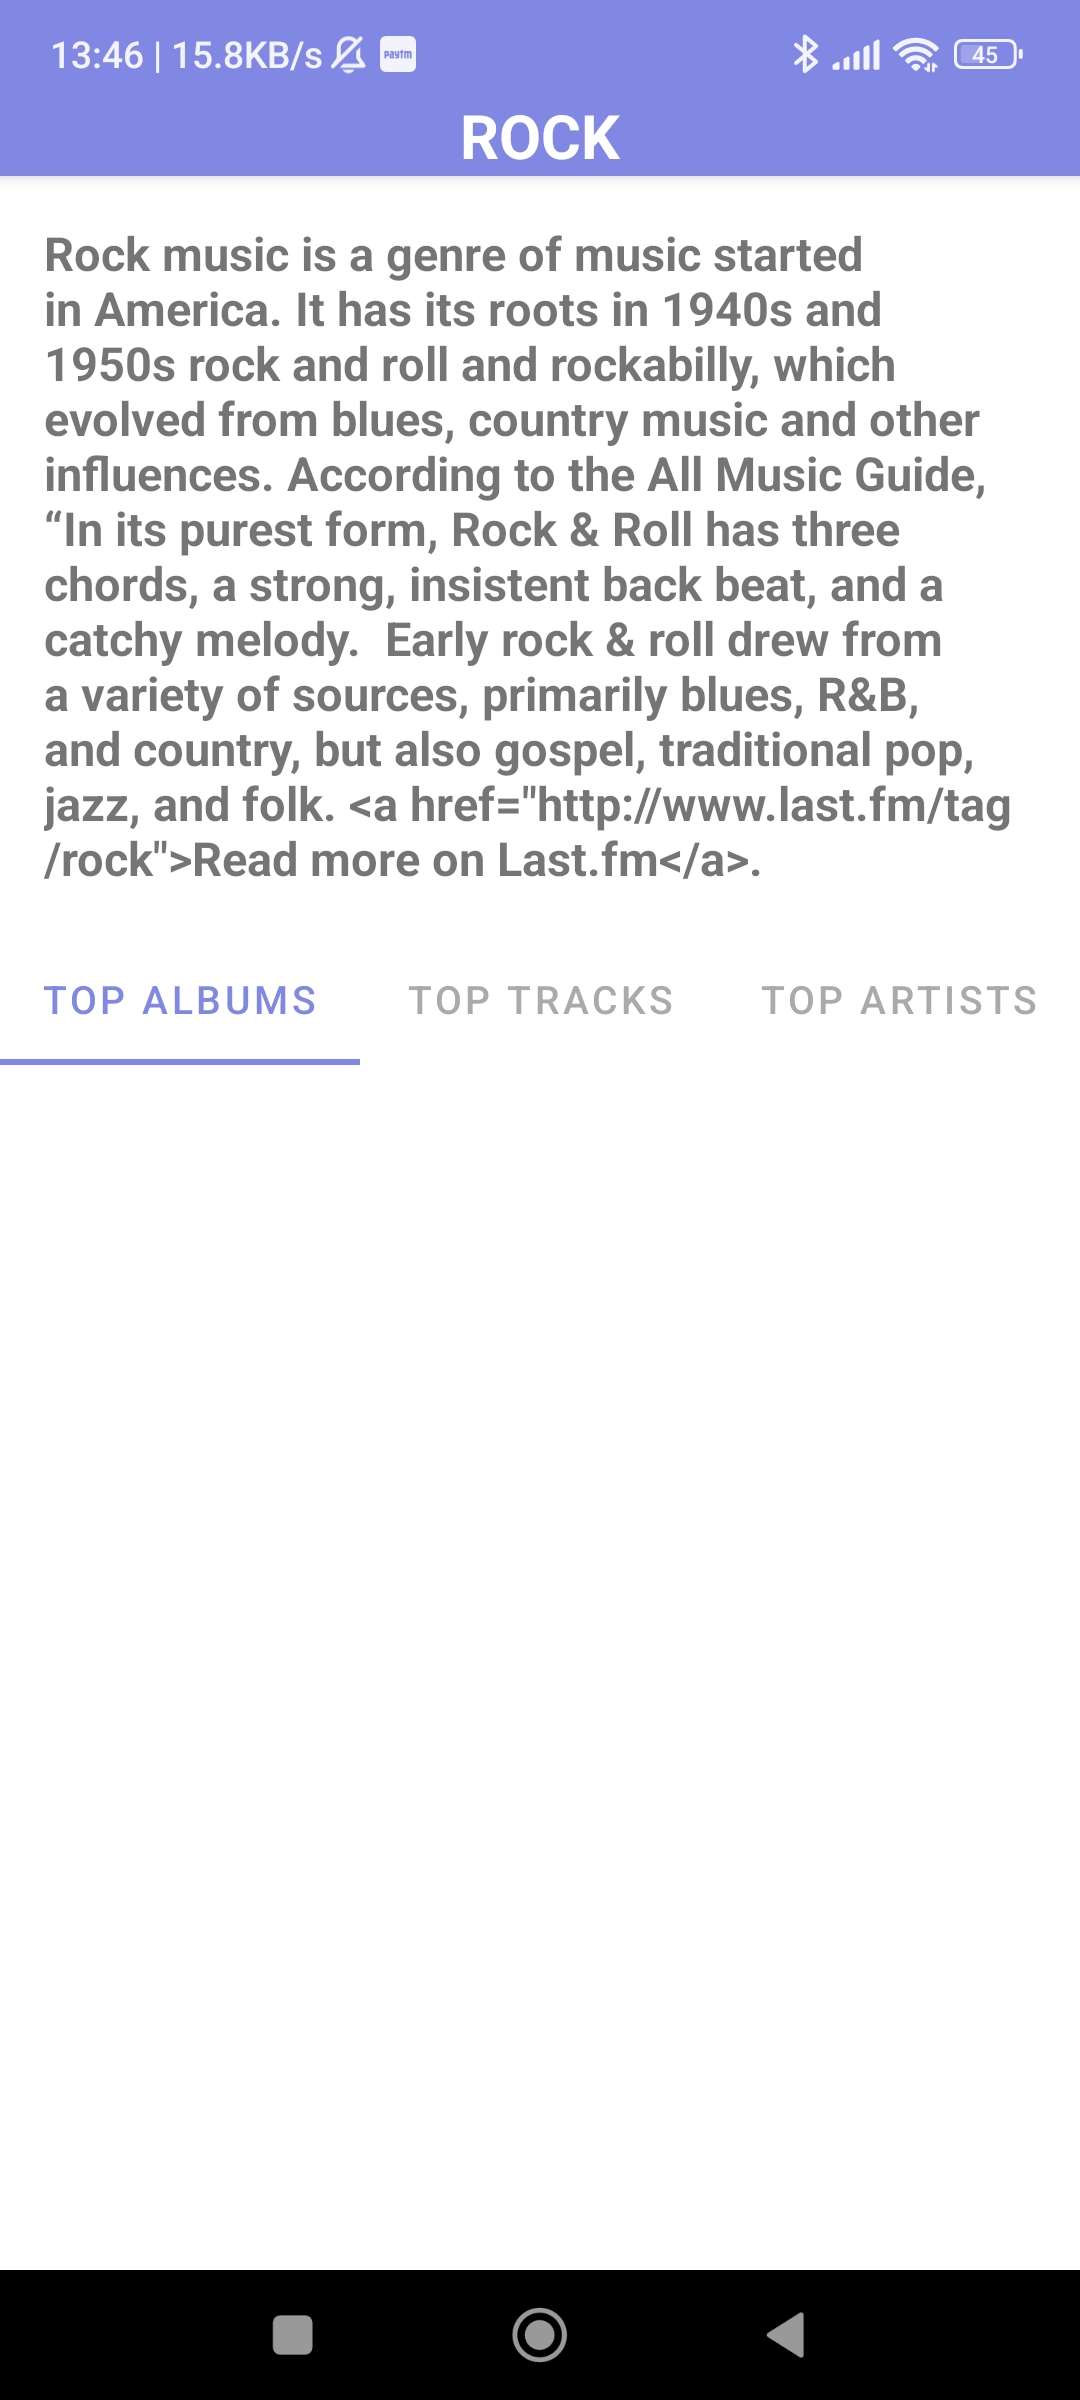 13:46 | 15.8KB/s paytm 45
ROCK
Rock music is a genre of music started
in America. It has its roots in 1940s and
1950s rock and roll and rockabilly, which
evolved from blues, country music and other
influences. According to the All Music Guide,
“In its purest form, Rock & Roll has three
chords, a strong, insistent back beat, and a
catchy melody.  Early rock & roll drew from
a variety of sources, primarily blues, R&B,
and country, but also gospel, traditional pop,
jazz, and folk. <a href="http://www.last.fm/tag
/rock">Read more on Last.fm</a>.
TOP ALBUMS TOP TRACKS TOP ARTISTS